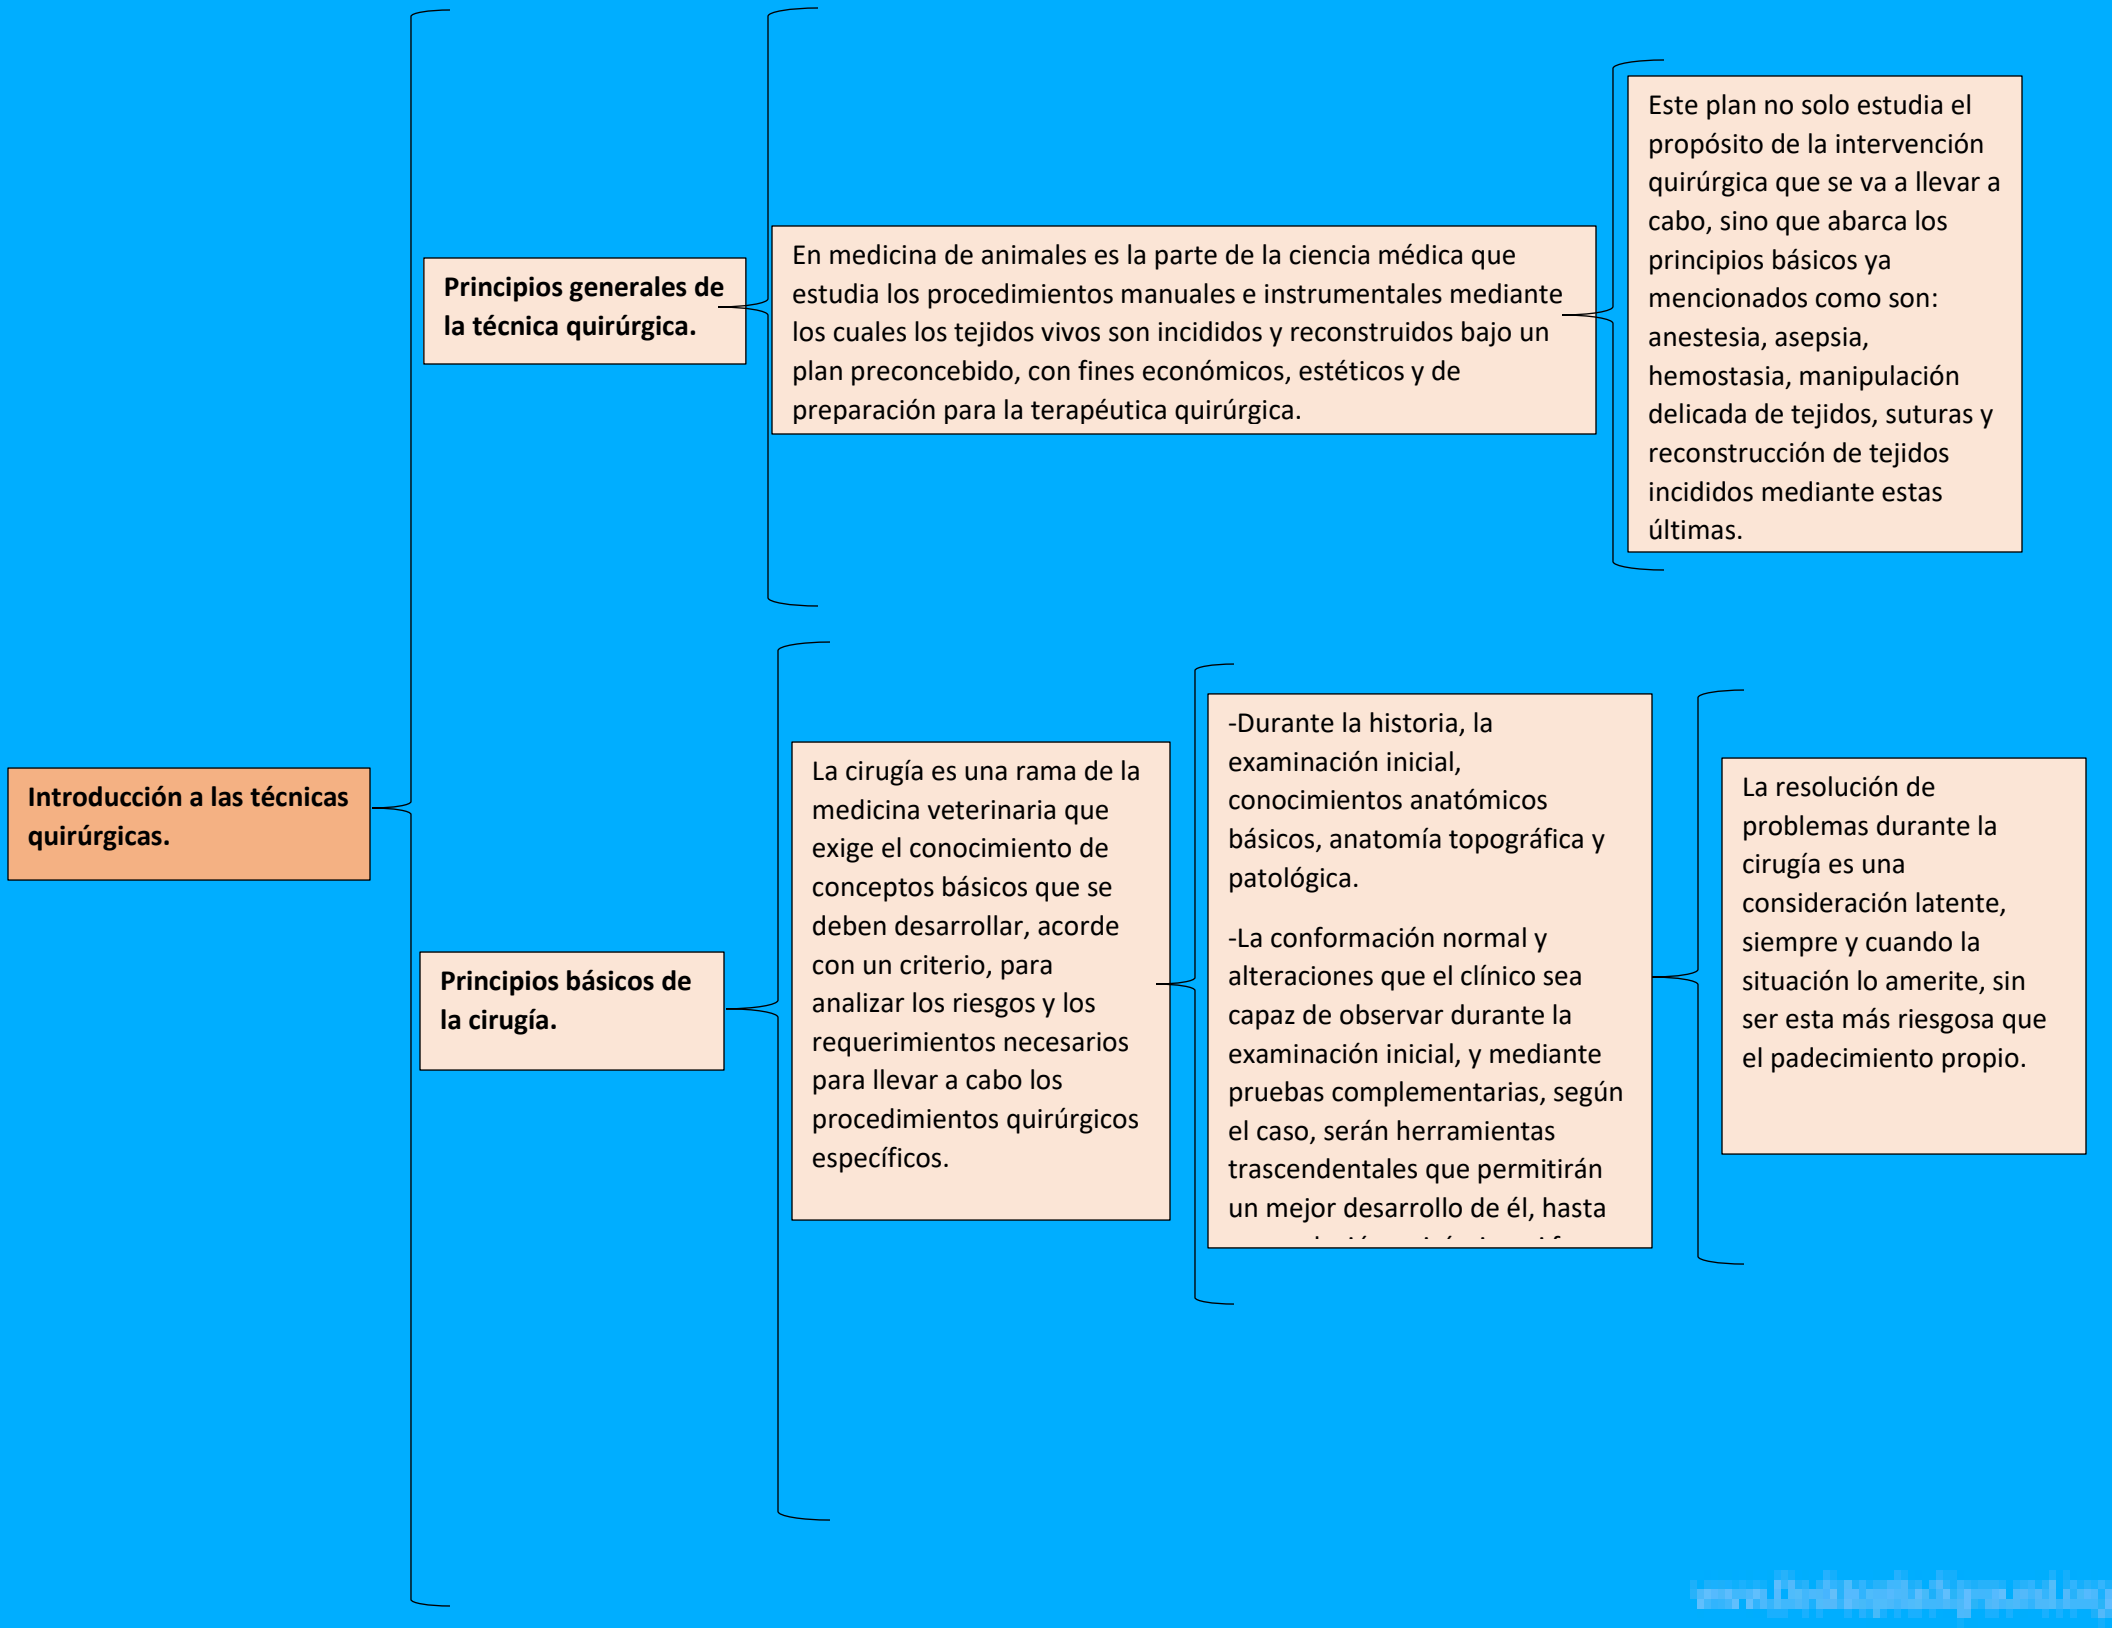 Introducción a las técnicas
quirúrgicas.
Principios generales de
la técnica quirúrgica.
En medicina de animales es la parte de la ciencia médica que
estudia los procedimientos manuales e instrumentales mediante
los cuales los tejidos vivos son incididos y reconstruidos bajo un
plan preconcebido, con fines económicos, estéticos y de
preparación para la terapéutica quirúrgica.
Este plan no solo estudia el
propósito de la intervención
quirúrgica que se va a llevar a
cabo, sino que abarca los
principios básicos ya
mencionados como son:
anestesia, asepsia,
hemostasia, manipulación
delicada de tejidos, suturas y
reconstrucción de tejidos
incididos mediante estas
últimas.
Principios básicos de
la cirugía.
La cirugía es una rama de la
medicina veterinaria que
exige el conocimiento de
conceptos básicos que se
deben desarrollar, acorde
con un criterio, para
analizar los riesgos y los
requerimientos necesarios
para llevar a cabo los
procedimientos quirúrgicos
específicos.
-Durante la historia, la
examinación inicial,
conocimientos anatómicos
básicos, anatomía topográfica y
patológica.
-La conformación normal y
alteraciones que el clínico sea
capaz de observar durante la
examinación inicial, y mediante
pruebas complementarias, según
el caso, serán herramientas
trascendentales que permitirán
un mejor desarrollo de él, hasta
La resolución de
problemas durante la
cirugía es una
consideración latente,
siempre y cuando la
situación lo amerite, sin
ser esta más riesgosa que
el padecimiento propio.